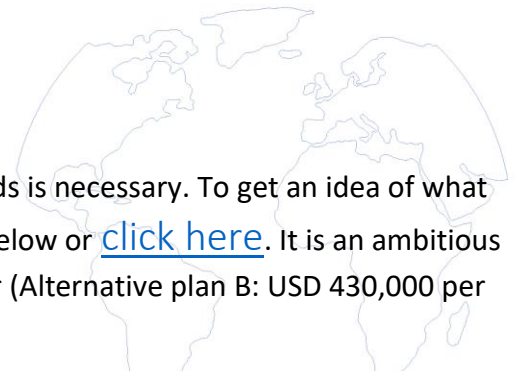 ds is necessary. To get an idea of what
elow or click here. It is an ambitious
r (Alternative plan B: USD 430,000 per